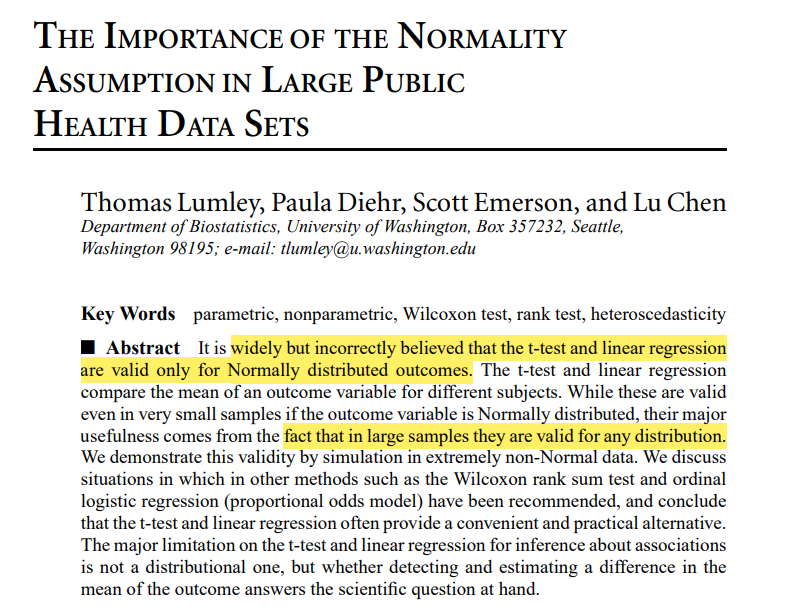 THE IMPORTANCE OF THE NORMALITY
ASSUMPTION IN LARGE PUBLIC
HEALTH DATA SETS
Thomas Lumley, Paula Diehr, Scott Emerson, and Lu Chen
Department of Biostatistics, University of Washington, Box 357232, Seattle,
Washington 98195; e-mail: tlumley@u.washington.edu
Key Words parametric, nonparametric, Wilcoxon test, rank test, heteroscedasticity
■ Abstract It is widely but incorrectly believed that the t-test and linear regression
are valid only for Normally distributed outcomes. The t-test and linear regression
compare the mean of an outcome variable for different subjects. While these are valid
even in very small samples if the outcome variable is Normally distributed, their major
usefulness comes from the fact that in large samples they are valid for any distribution.
We demonstrate this validity by simulation in extremely non-Normal data. We discuss
situations in which in other methods such as the Wilcoxon rank sum test and ordinal
logistic regression (proportional odds model) have been recommended, and conclude
that the t-test and linear regression often provide a convenient and practical alternative.
The major limitation on the t-test and linear regression for inference about associations
is not a distributional one, but whether detecting and estimating a difference in the
mean of the outcome answers the scientific question at hand.